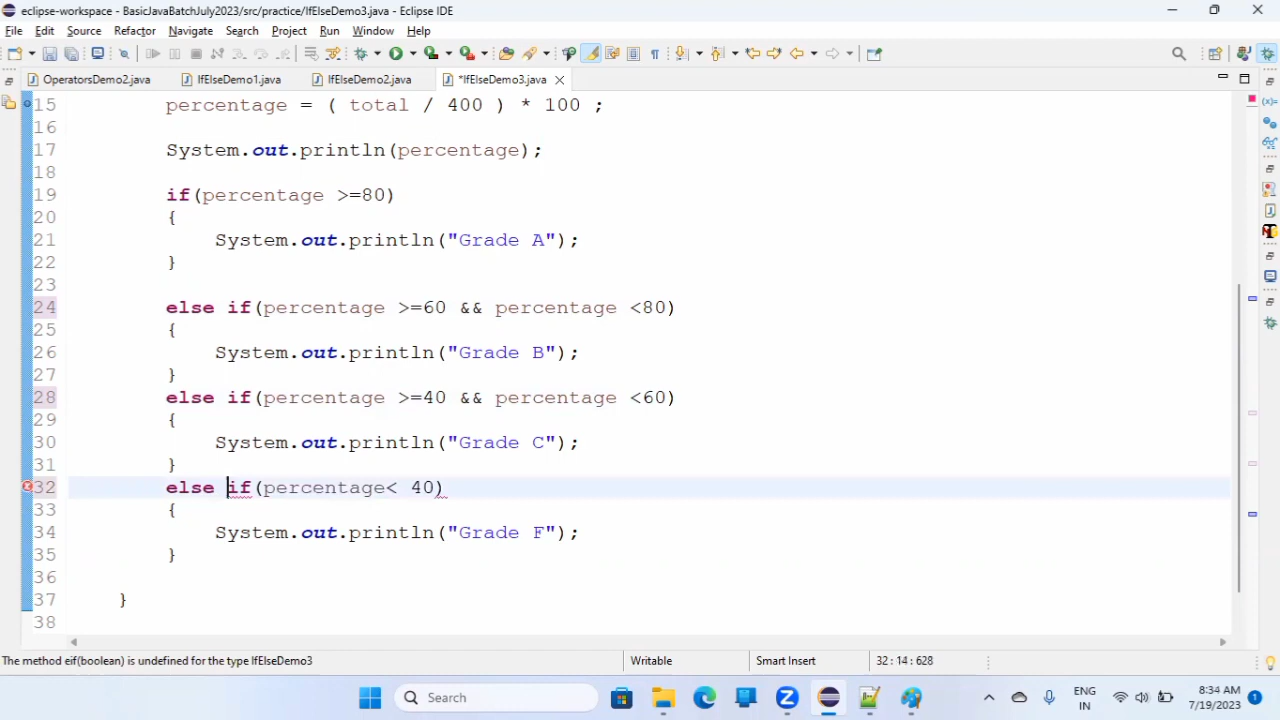 eclipse-workspace - BasicJavaBatchJuly2023/src/practice/IfElseDemo3.java - Eclipse IDE
File Edit Source Refactor Navigate Search Project Run Window Help
OperatorsDemo2.java IfElseDemo1.java IfElseDemo2.java *IfElseDemo3.java
15 percentage = ( total / 400 ) * 100 ;
16
17 System.out.println(percentage);
18
19 if(percentage >=80)
20 {
21 System.out.println("Grade A");
22 }
23
24 else if(percentage >=60 && percentage <80)
25 {
26 System.out.println("Grade B");
27 }
28 else if(percentage >=40 && percentage <60)
29 {
30 System.out.println("Grade C");
31 }
32 else if(percentage< 40)
33 {
34 System.out.println("Grade F");
35 }
36
37 }
38
The method eif(boolean) is undefined for the type IfElseDemo3 Writable Smart Insert 32 : 14 : 628
Search ENG IN 8:34 AM 7/19/2023 1